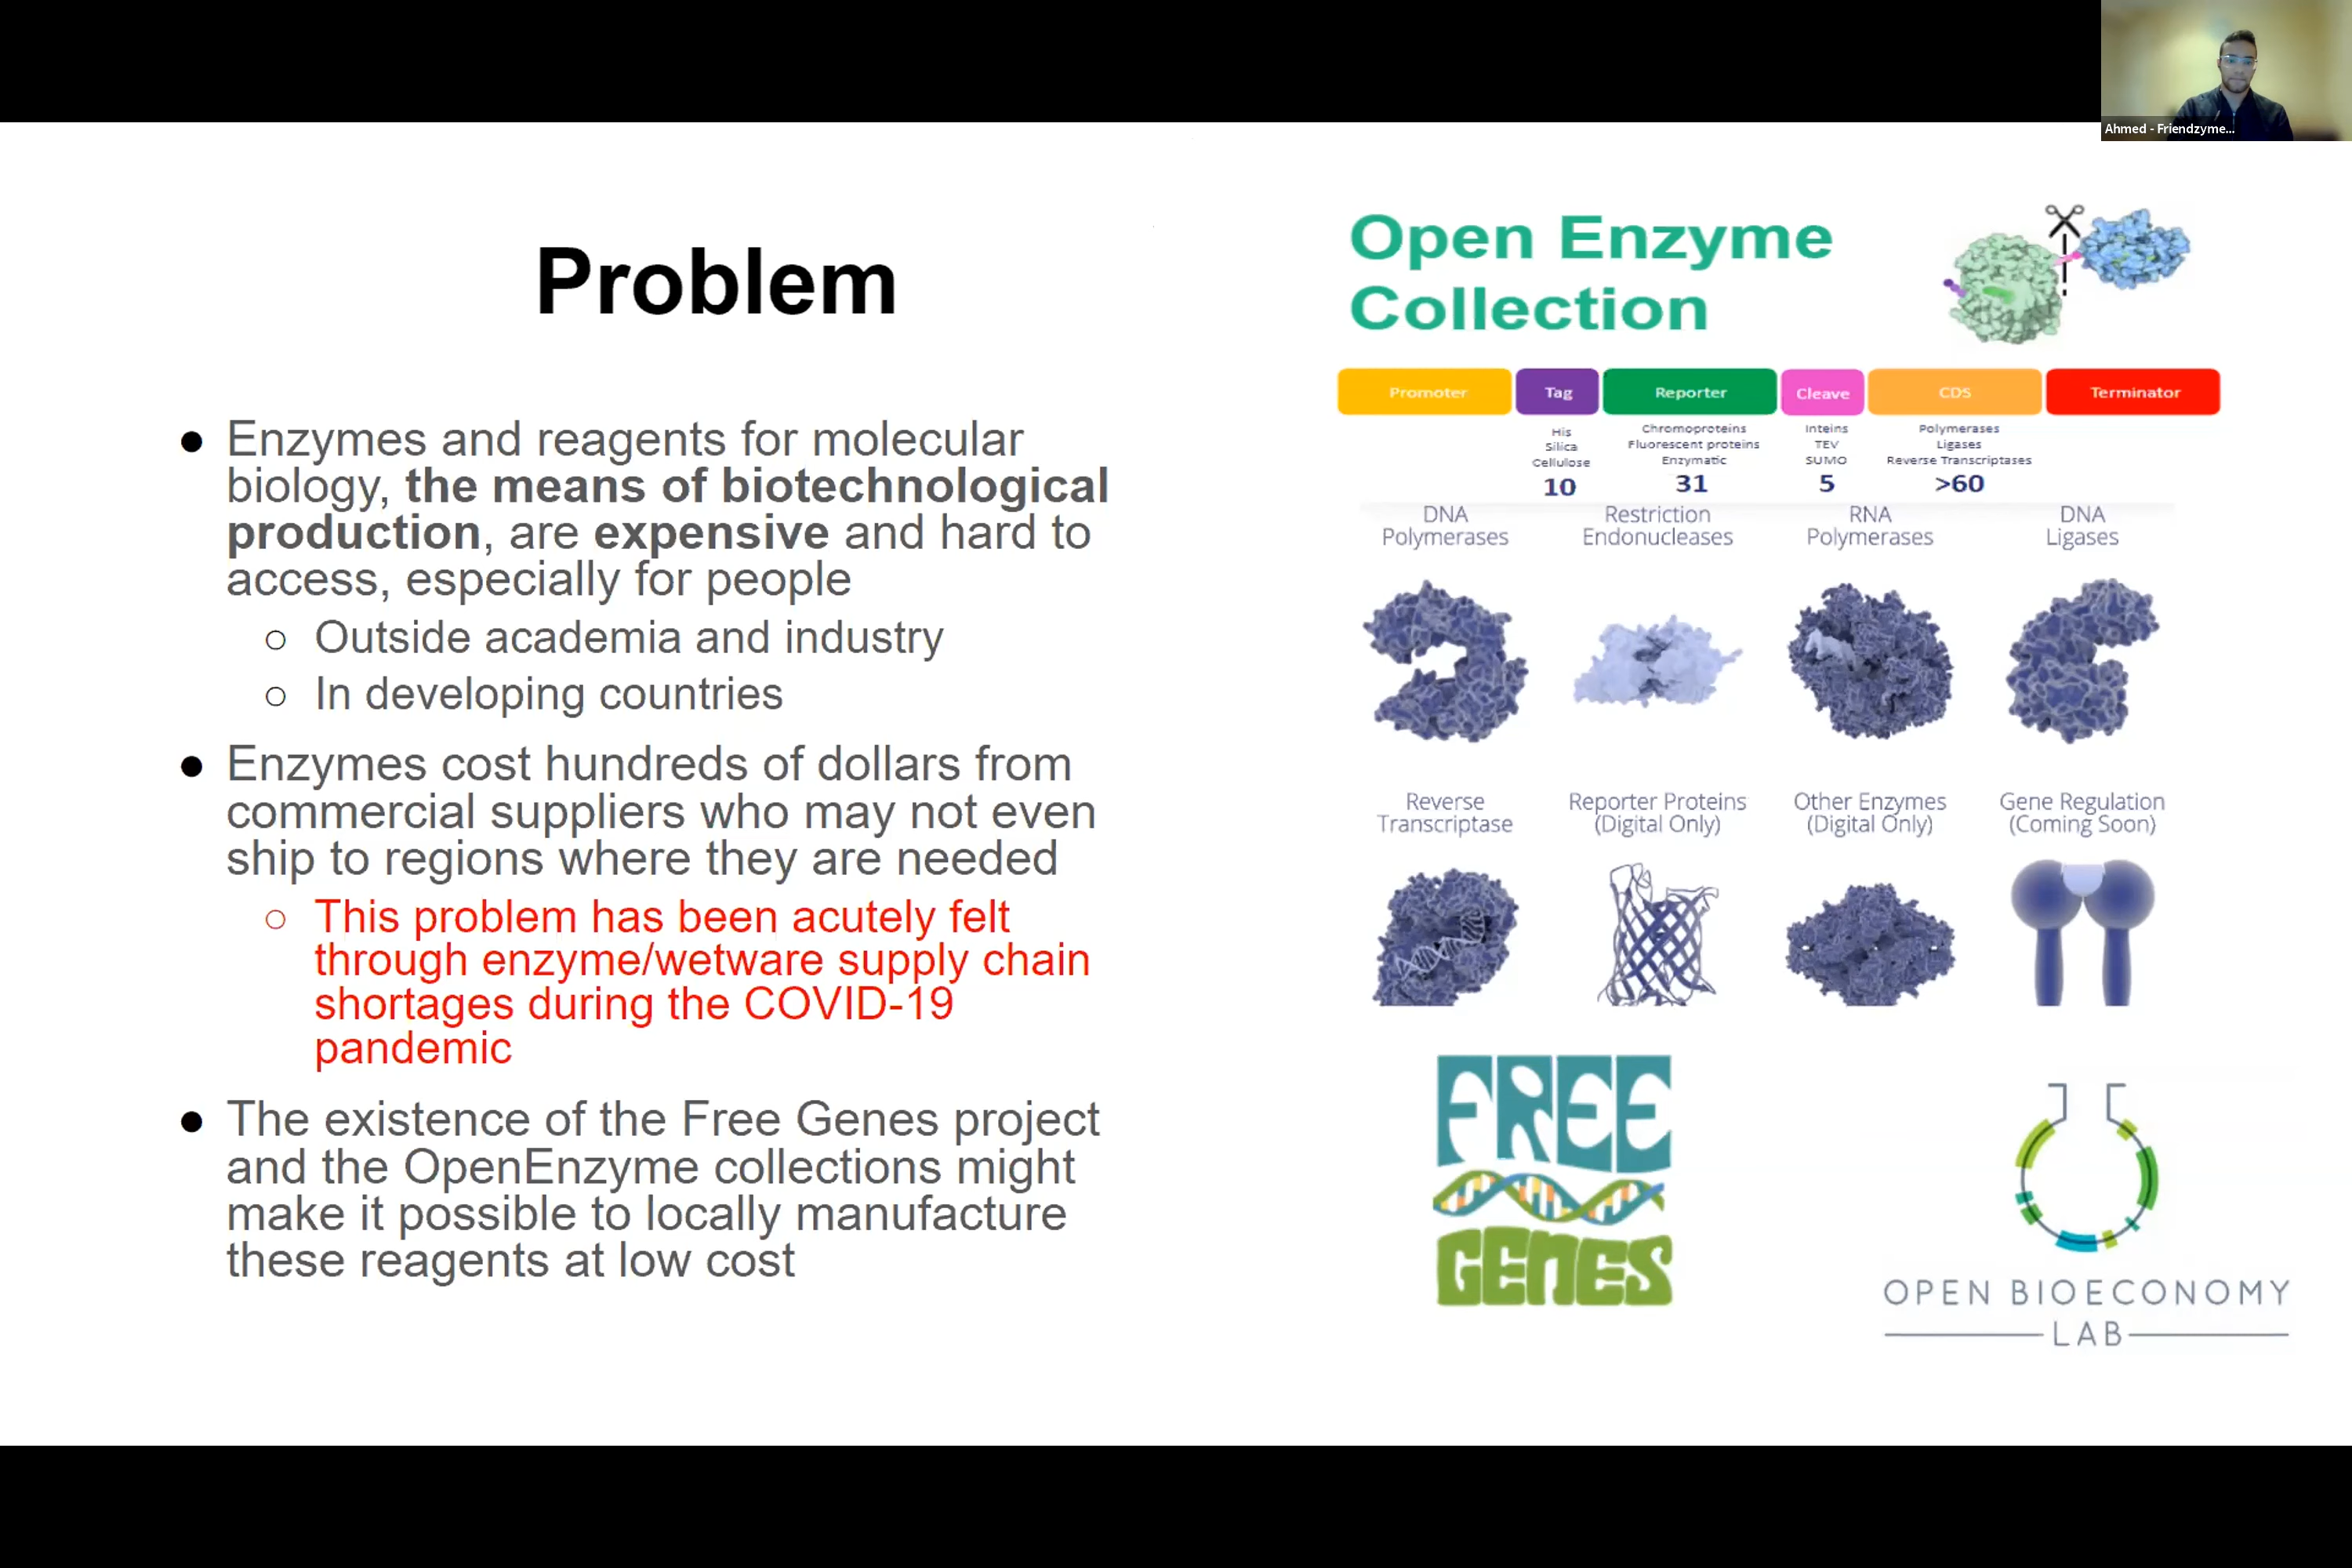 Ahmed - Friendzyme...
Problem
● Enzymes and reagents for molecular
biology, the means of biotechnological
production, are expensive and hard to
access, especially for people
○ Outside academia and industry
○ In developing countries
● Enzymes cost hundreds of dollars from
commercial suppliers who may not even
ship to regions where they are needed
○ This problem has been acutely felt
through enzyme/wetware supply chain
shortages during the COVID-19
pandemic
● The existence of the Free Genes project
and the OpenEnzyme collections might
make it possible to locally manufacture
these reagents at low cost
Open Enzyme
Collection
Promoter
Tag
Reporter
Cleave
CDS
Terminator
His
Silica
Cellulose
10
Chromoproteins
Fluorescent proteins
Enzymatic
31
Inteins
TEV
SUMO
5
Polymerases
Ligases
Reverse Transcriptases
>60
DNA
Polymerases
Restriction
Endonucleases
RNA
Polymerases
DNA
Ligases
Reverse
Transcriptase
Reporter Proteins
(Digital Only)
Other Enzymes
(Digital Only)
Gene Regulation
(Coming Soon)
FREE
GENES
OPEN BIOECONOMY
LAB